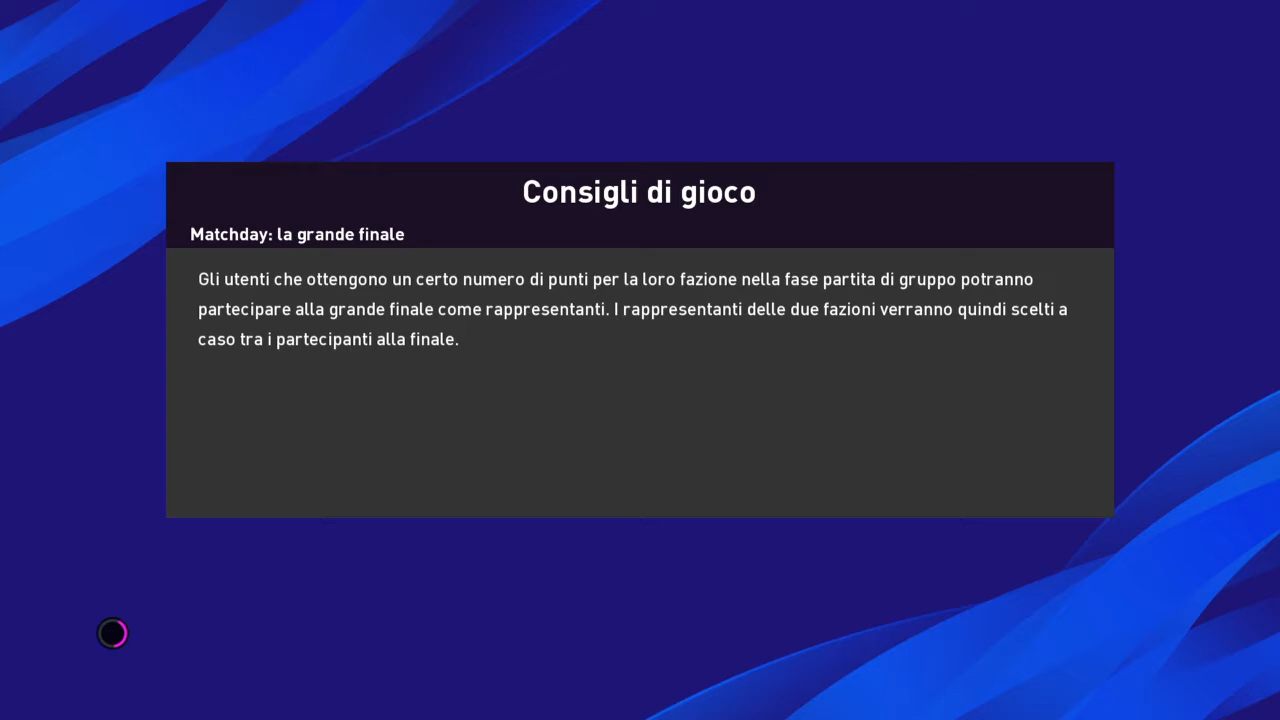 Consigli di gioco
Matchday: la grande finale
Gli utenti che ottengono un certo numero di punti per la loro fazione nella fase partita di gruppo potranno
partecipare alla grande finale come rappresentanti. I rappresentanti delle due fazioni verranno quindi scelti a
caso tra i partecipanti alla finale.